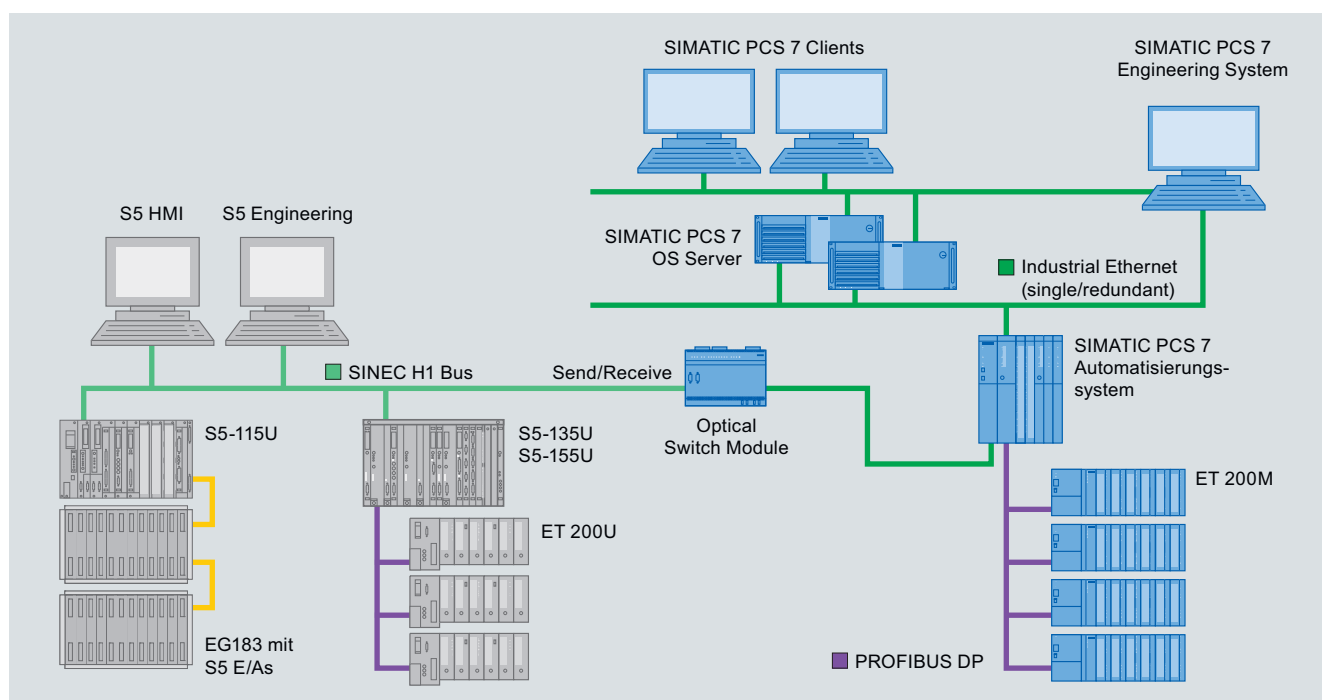 SIMATIC PCS 7 Clients
SIMATIC PCS 7
Engineering System
S5 HMI
S5 Engineering
SIMATIC PCS 7
OS Server
Industrial Ethernet
(single/redundant)
SINEC H1 Bus
Send/Receive
SIMATIC PCS 7
Automatisierungs-
system
Optical
Switch Module
S5-115U
S5-135U
S5-155U
ET 200M
ET 200U
EG183 mit
S5 E/As
PROFIBUS DP